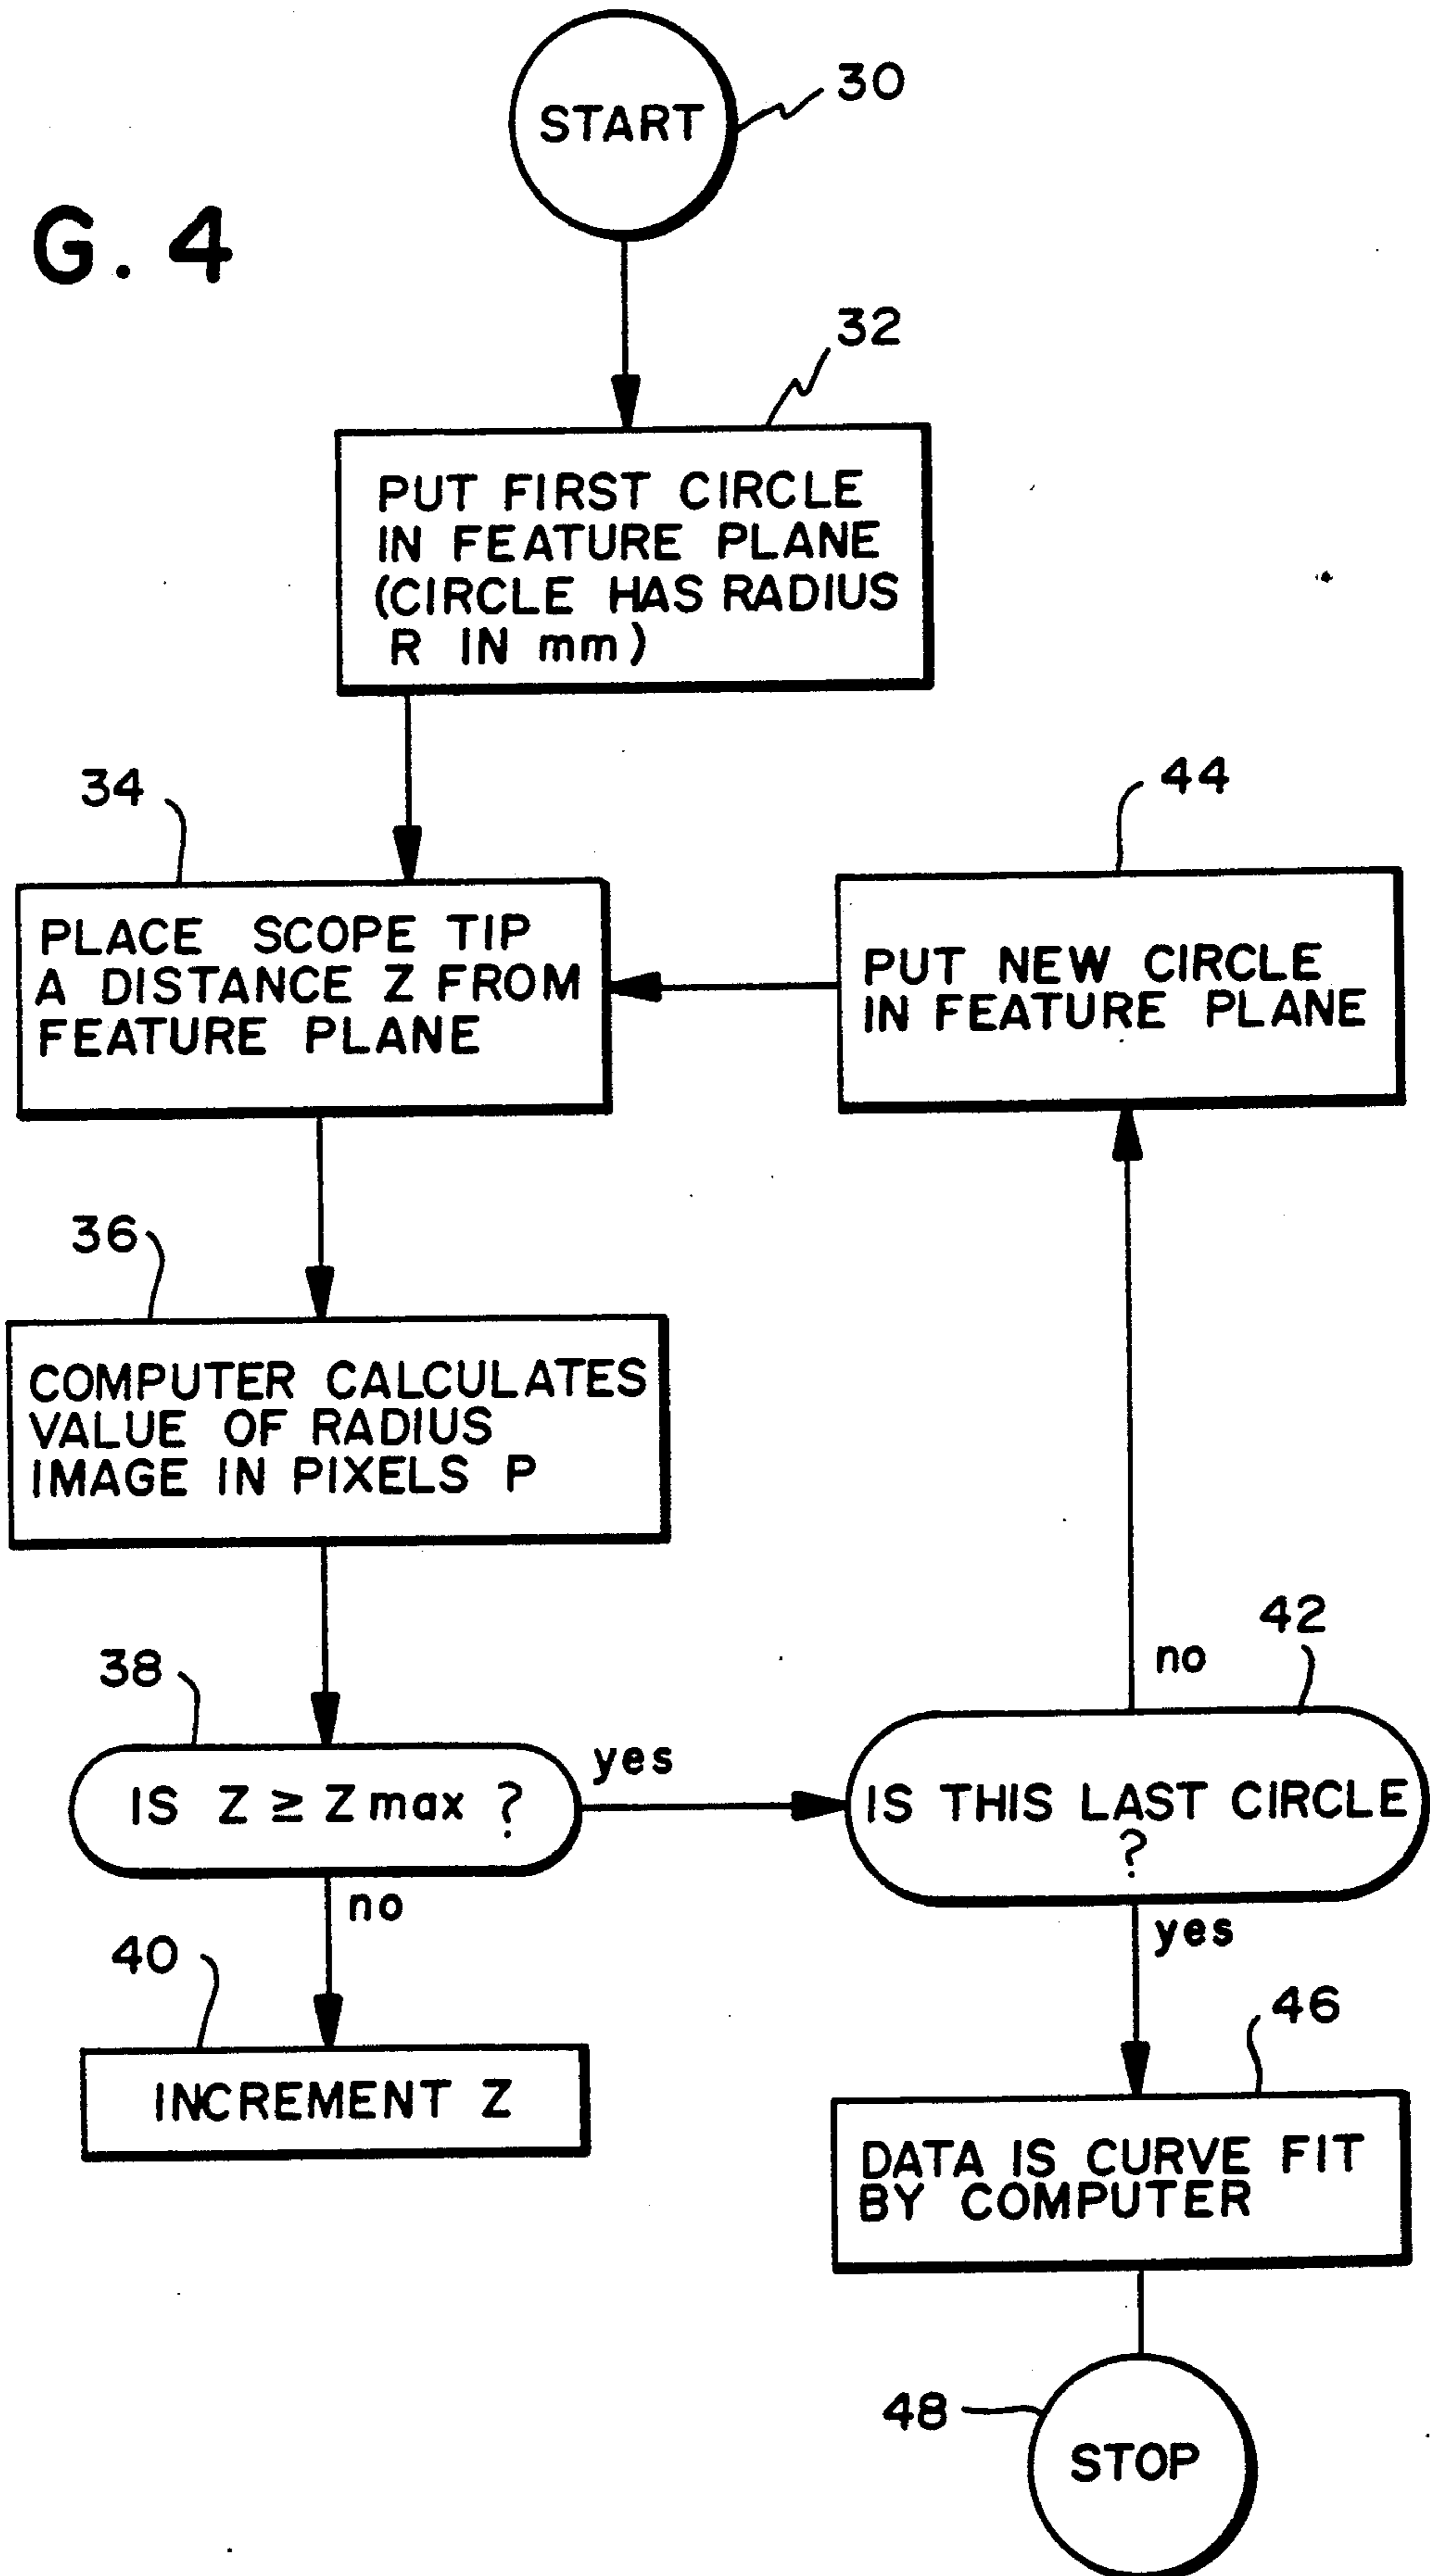 START
30
G. 4
32
PUT FIRST CIRCLE
IN FEATURE PLANE
(CIRCLE HAS RADIUS
R IN mm)
34
44
PLACE SCOPE TIP
A DISTANCE Z FROM
FEATURE PLANE
PUT NEW CIRCLE
IN FEATURE PLANE
36
COMPUTER CALCULATES
VALUE OF RADIUS
IMAGE IN PIXELS P
42
no
38
yes
IS Z ≥ Z max ?
IS THIS LAST CIRCLE
?
no
yes
40
46
INCREMENT Z
DATA IS CURVE FIT
BY COMPUTER
48
STOP